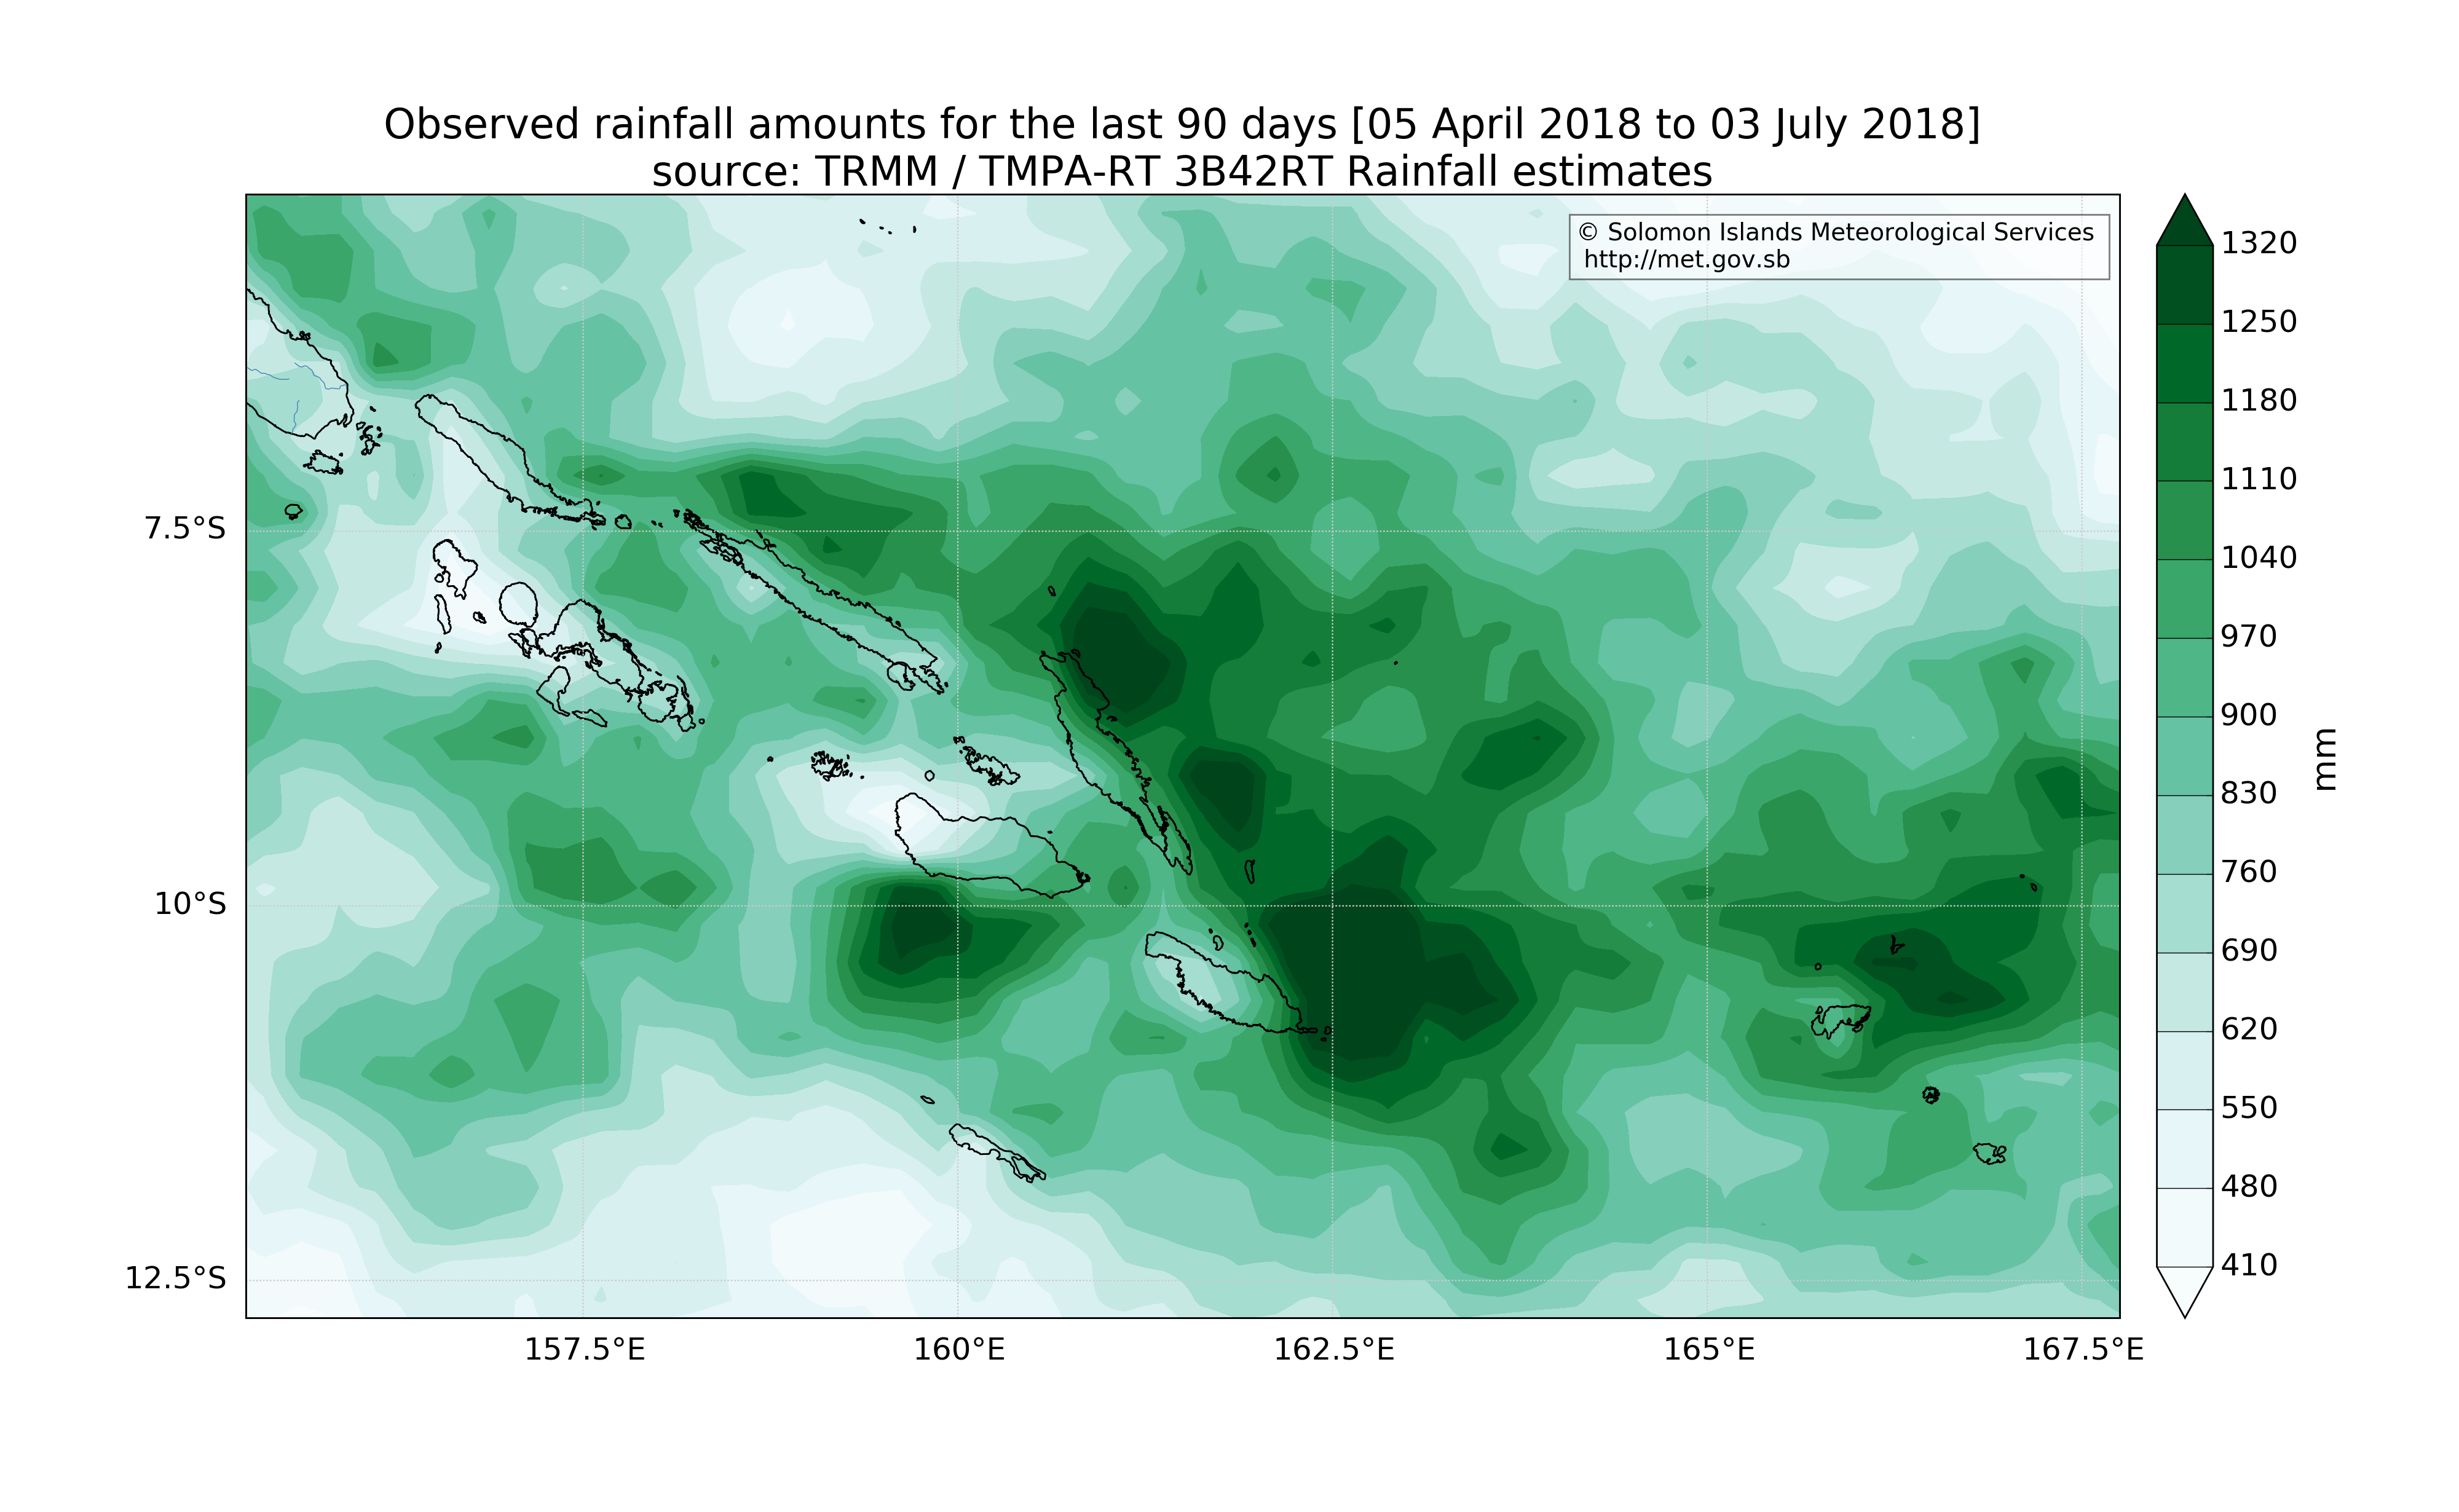 Observed rainfall amounts for the last 90 days [05 April 2018 to 03 July 2018]
source: TRMM / TMPA-RT 3B42RT Rainfall estimates
© Solomon Islands Meteorological Services
http://met.gov.sb
1320
1250
1180
1110
1040
970
900
830
760
690
620
550
480
410
mm
7.5°S
10°S
12.5°S
157.5°E
160°E
162.5°E
165°E
167.5°E